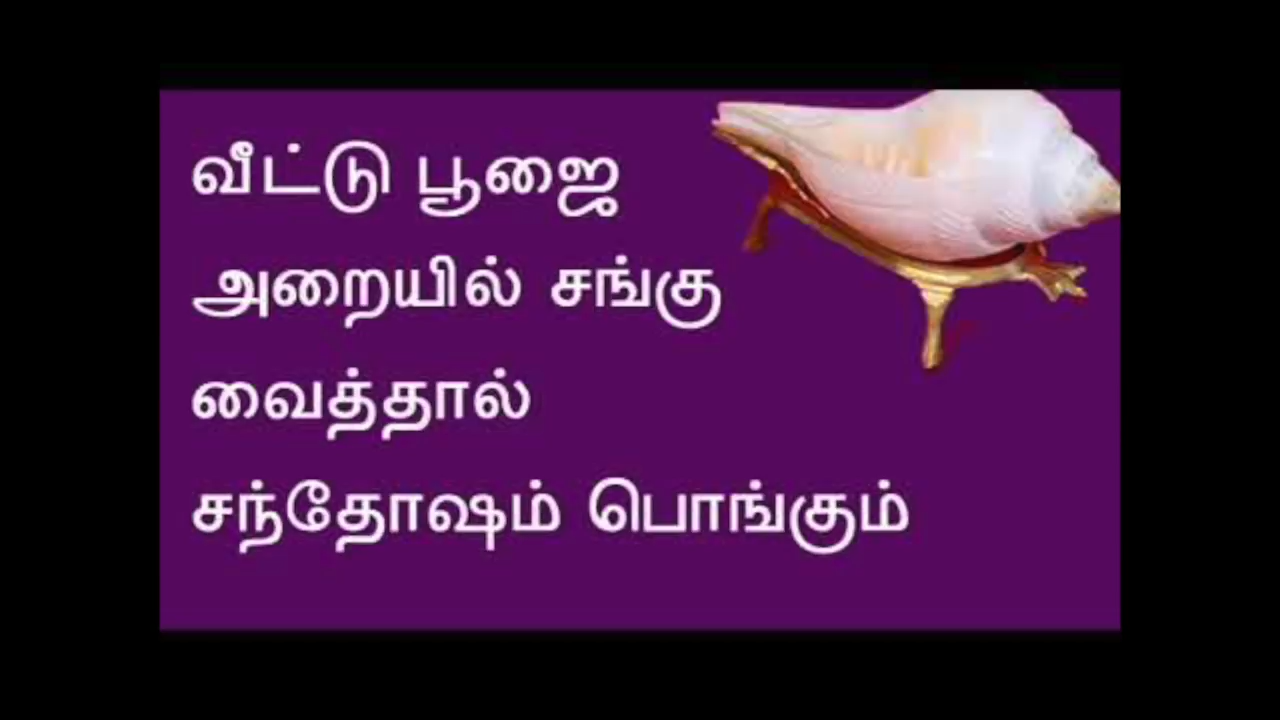 வீட்டு பூஜை
அறையில் சங்கு
வைத்தால்
சந்தோஷம் பொங்கும்